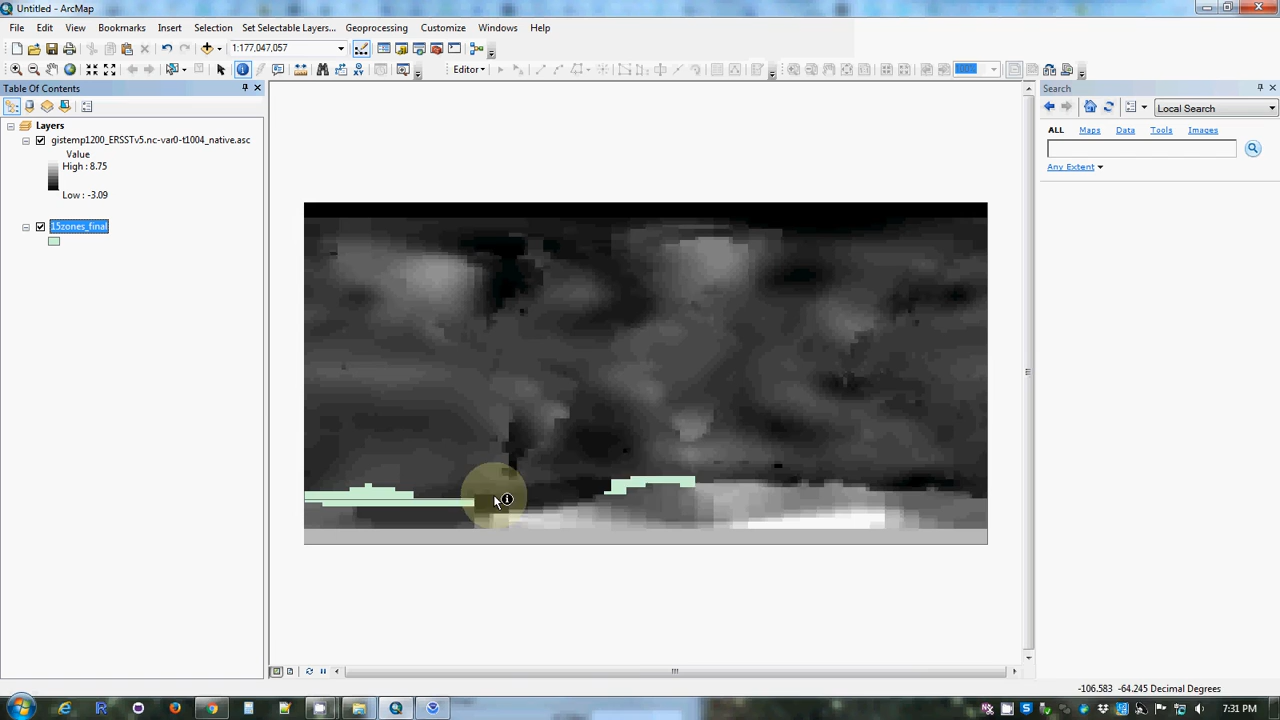 Untitled - ArcMap
File Edit View Bookmarks Insert Selection Set Selectable Layers... Geoprocessing Customize Windows Help
1:177,047,057
Editor
Table Of Contents
Layers
gistemp1200_ERSSTv5.nc-var0-t1004_native.asc
Value
High : 8.75
Low : -3.09
15zones_final
Search
Local Search
ALL Maps Data Tools Images
Any Extent
-106.583 -64.245 Decimal Degrees
7:31 PM